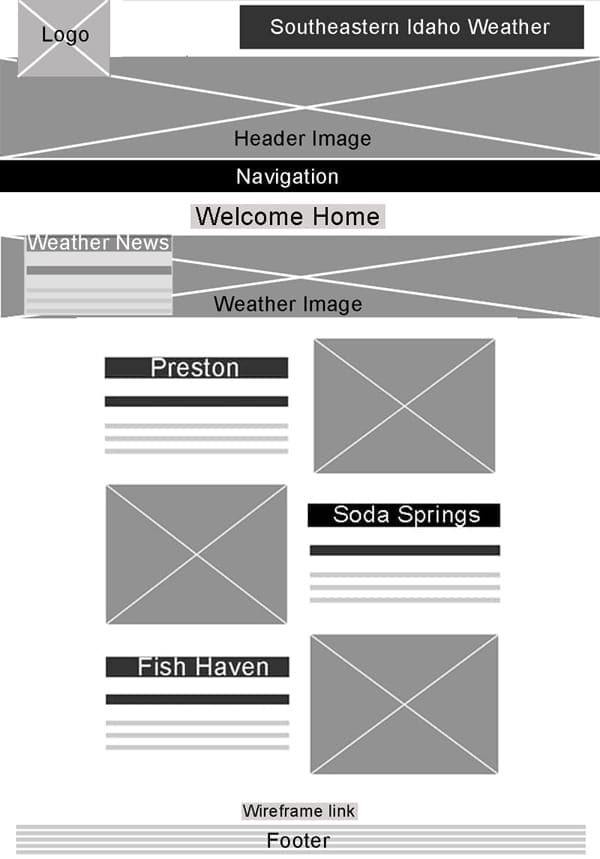 Logo
Southeastern Idaho Weather
Header Image
Navigation
Welcome Home
Weather News
Weather Image
Preston
Soda Springs
Fish Haven
Wireframe link
Footer